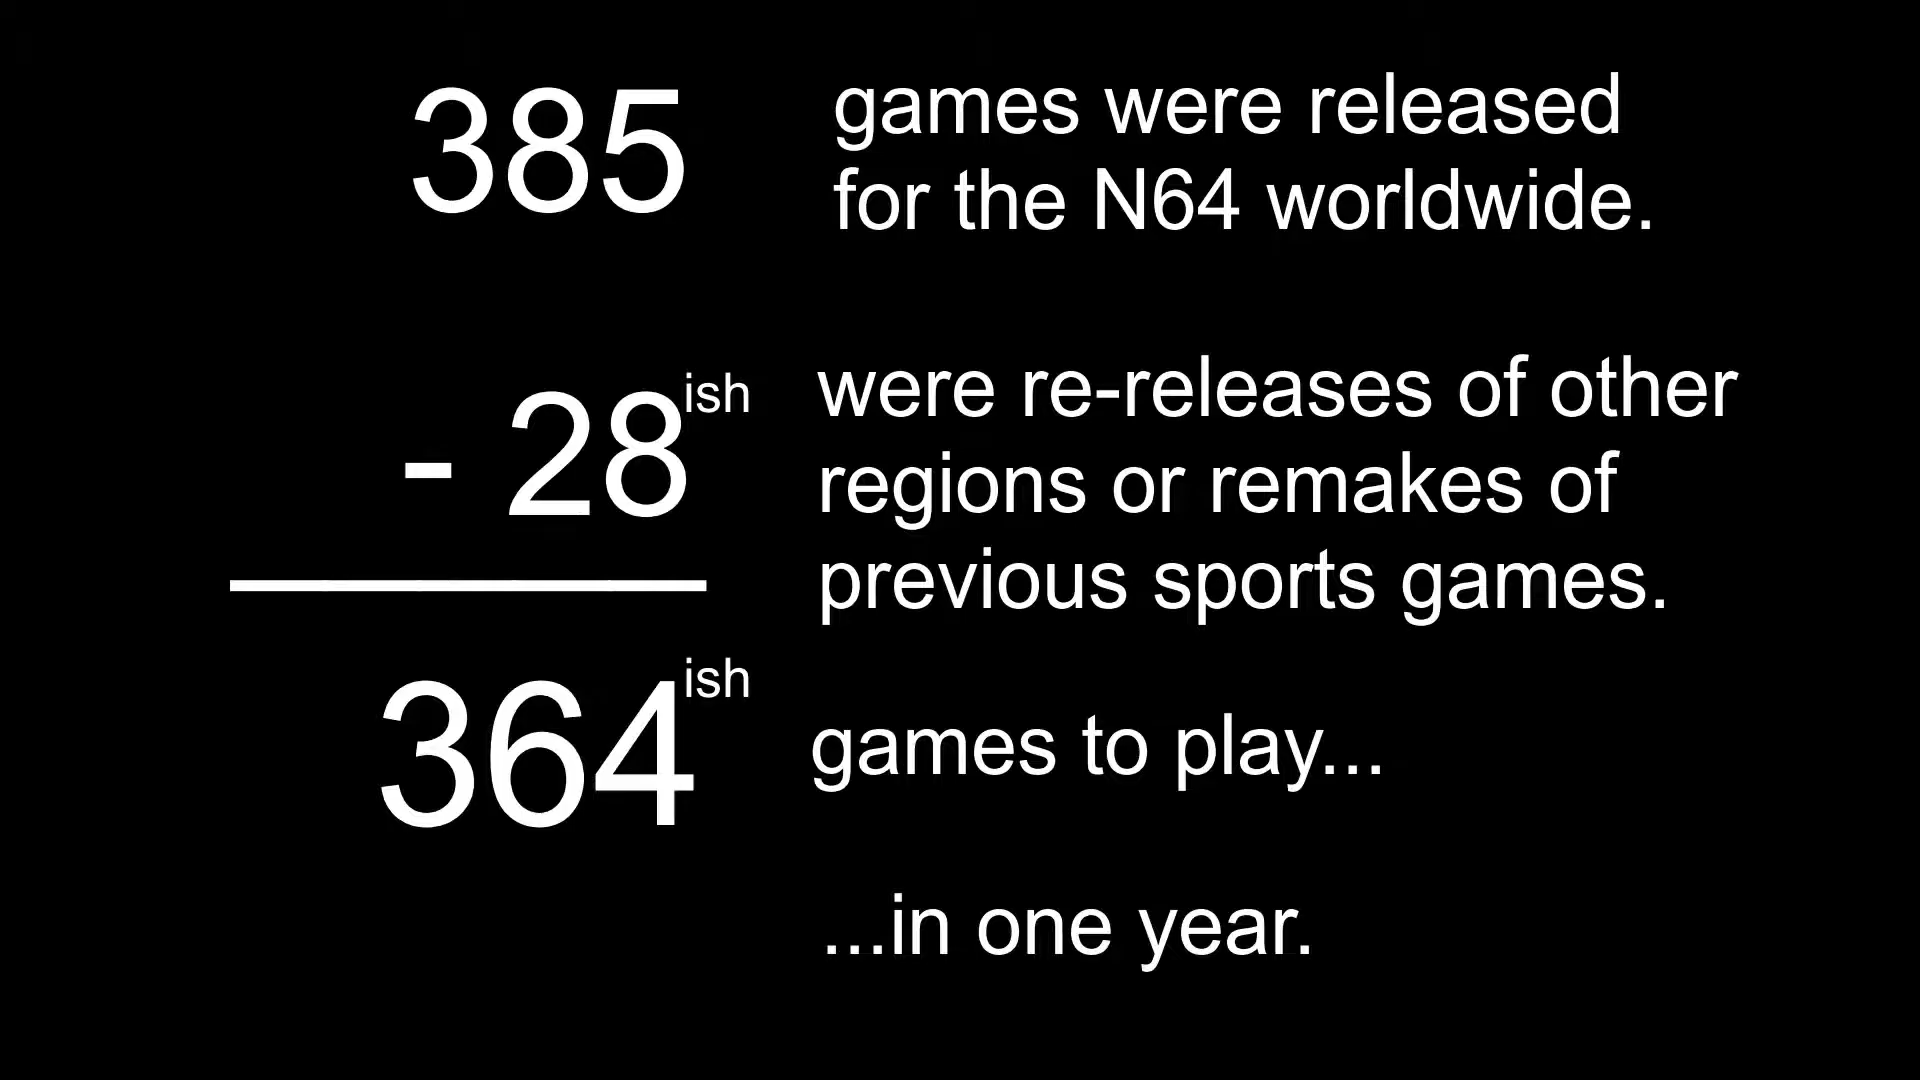 385 games were released
for the N64 worldwide.
- 28 ish were re-releases of other
regions or remakes of
previous sports games.
364 ish games to play...
...in one year.